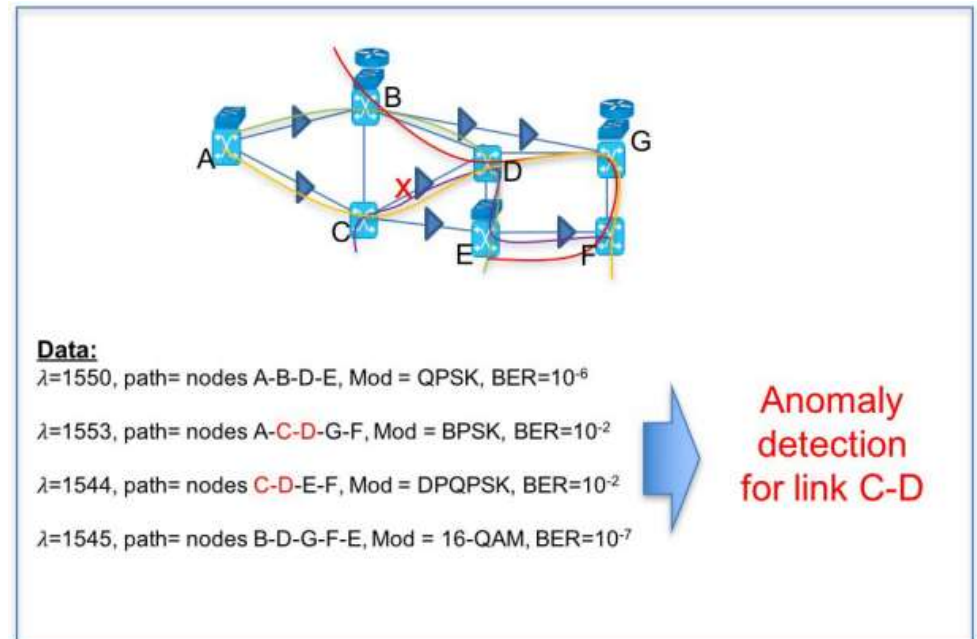 B
G
A
D
X
C
E
F
Data:
λ=1550, path= nodes A-B-D-E, Mod = QPSK, BER=10⁻⁶
λ=1553, path= nodes A-C-D-G-F, Mod = BPSK, BER=10⁻²
λ=1544, path= nodes C-D-E-F, Mod = DPQPSK, BER=10⁻²
λ=1545, path= nodes B-D-G-F-E, Mod = 16-QAM, BER=10⁻⁷
Anomaly
detection
for link C-D